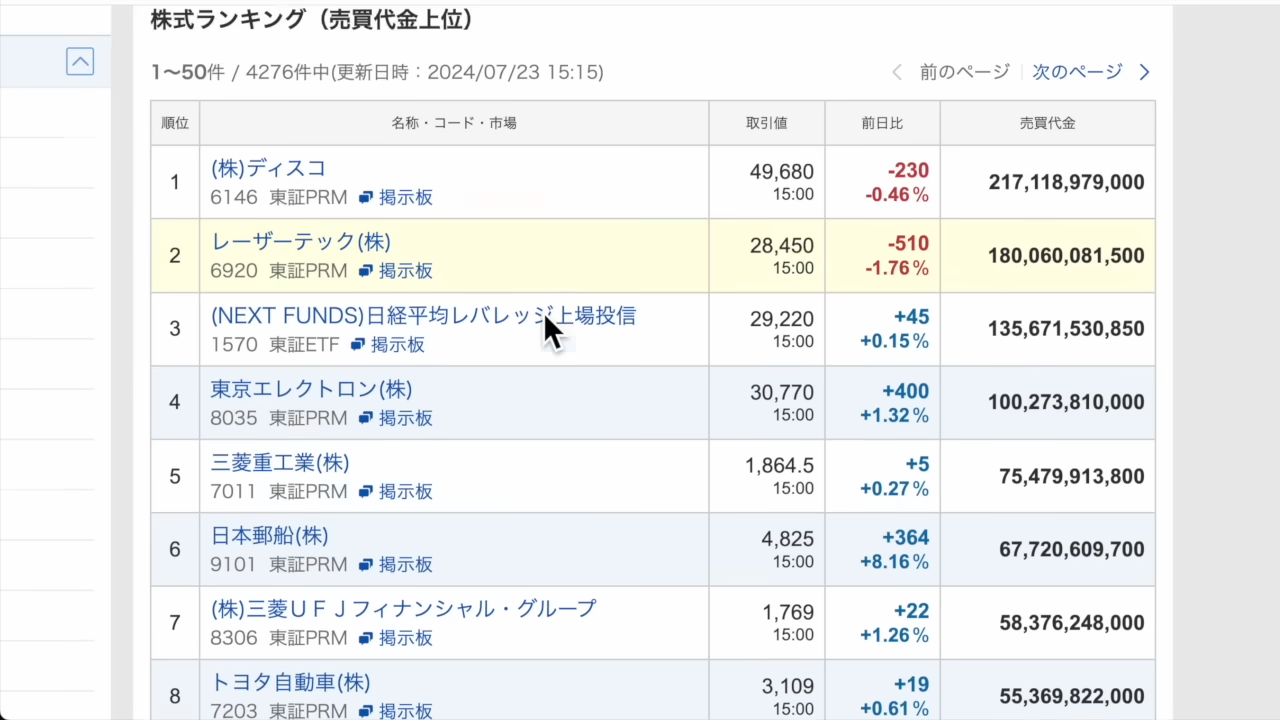 株式ランキング（売買代金上位）
1〜50件 / 4276件中(更新日時：2024/07/23 15:15)
前のページ 次のページ
順位 名称・コード・市場 取引値 前日比 売買代金
1 (株)ディスコ 49,680 -230 217,118,979,000
6146 東証PRM 掲示板 15:00 -0.46%
2 レーザーテック(株) 28,450 -510 180,060,081,500
6920 東証PRM 掲示板 15:00 -1.76%
3 (NEXT FUNDS)日経平均レバレッジ上場投信 29,220 +45 135,671,530,850
1570 東証ETF 掲示板 15:00 +0.15%
4 東京エレクトロン(株) 30,770 +400 100,273,810,000
8035 東証PRM 掲示板 15:00 +1.32%
5 三菱重工業(株) 1,864.5 +5 75,479,913,800
7011 東証PRM 掲示板 15:00 +0.27%
6 日本郵船(株) 4,825 +364 67,720,609,700
9101 東証PRM 掲示板 15:00 +8.16%
7 (株)三菱ＵＦＪフィナンシャル・グループ 1,769 +22 58,376,248,000
8306 東証PRM 掲示板 15:00 +1.26%
8 トヨタ自動車(株) 3,109 +19 55,369,822,000
7203 東証PRM 掲示板 15:00 +0.61%